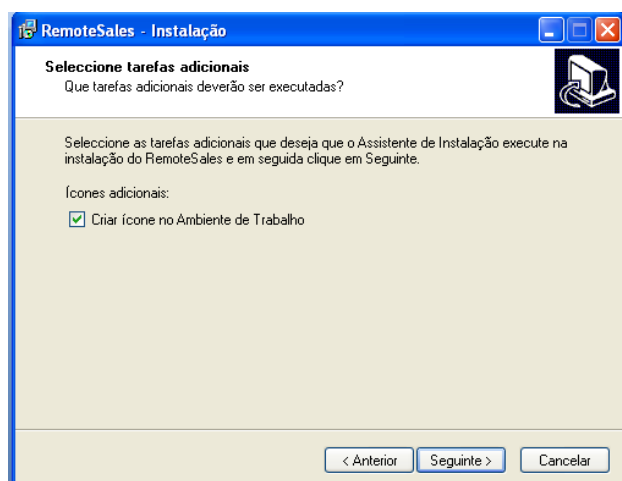 RemoteSales - Instalação
Seleccione tarefas adicionais
Que tarefas adicionais deverão ser executadas?
Seleccione as tarefas adicionais que deseja que o Assistente de Instalação execute na
instalação do RemoteSales e em seguida clique em Seguinte.
Ícones adicionais:
Criar ícone no Ambiente de Trabalho
< Anterior
Seguinte >
Cancelar